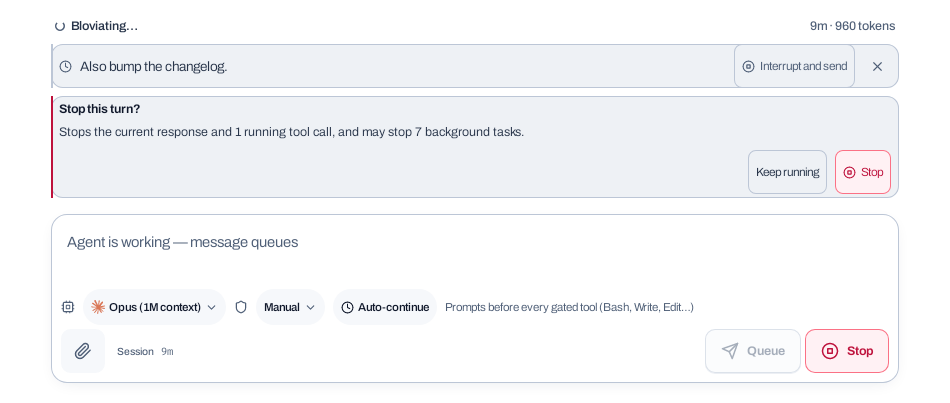 Bloviating...
9m · 960 tokens
Also bump the changelog.
Interrupt and send
Stop this turn?
Stops the current response and 1 running tool call, and may stop 7 background tasks.
Keep running
Stop
Agent is working — message queues
Opus (1M context)
Manual
Auto-continue
Prompts before every gated tool (Bash, Write, Edit...)
Session 9m
Queue
Stop